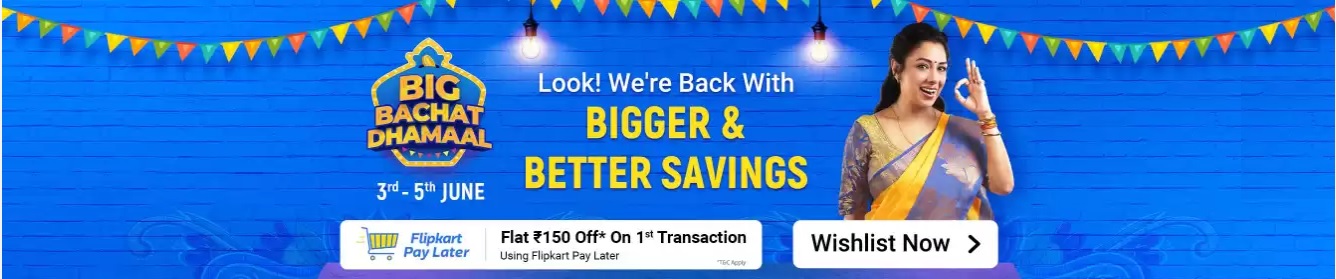 BIG
BACHAT
DHAMAAL
3rd - 5th JUNE
Look! We're Back With
BIGGER &
BETTER SAVINGS
Flipkart
Pay Later
Flat ₹150 Off* On 1st Transaction
Using Flipkart Pay Later
*T&C Apply
Wishlist Now